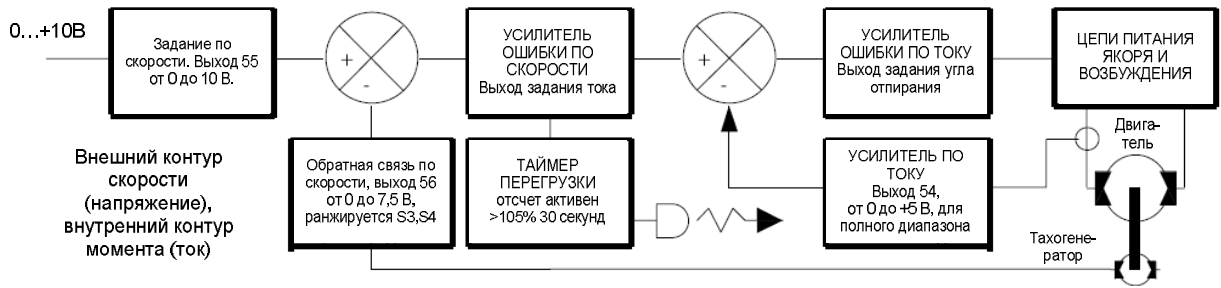 0...+10В
Задание по
скорости. Выход 55
от 0 до 10 В.
+
-
УСИЛИТЕЛЬ
ОШИБКИ ПО
СКОРОСТИ
Выход задания тока
+
-
УСИЛИТЕЛЬ
ОШИБКИ ПО ТОКУ
Выход задания угла
отпирания
ЦЕПИ ПИТАНИЯ
ЯКОРЯ И
ВОЗБУЖДЕНИЯ
Внешний контур
скорости
(напряжение),
внутренний контур
момента (ток)
Обратная связь по
скорости, выход 56
от 0 до 7,5 В,
ранжируется S3,S4
ТАЙМЕР
ПЕРЕГРУЗКИ
отсчет активен
>105% 30 секунд
УСИЛИТЕЛЬ ПО
ТОКУ
Выход 54,
от 0 до +5 В, для
полного диапазона
Двига-
тель
Тахогене-
ратор